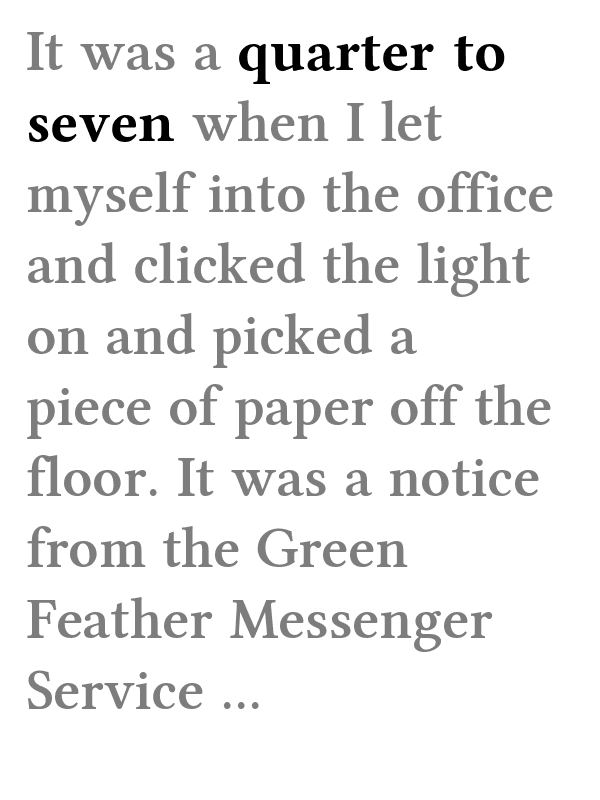 It was a quarter to
seven when I let
myself into the office
and clicked the light
on and picked a
piece of paper off the
floor. It was a notice
from the Green
Feather Messenger
Service ...